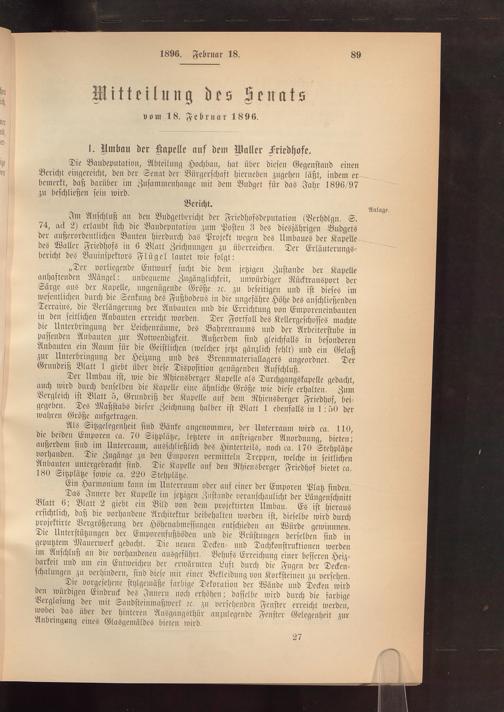 1896. Februar 18.
89
Mitteilung des Senats
vom 18. Februar 1896.
1. Umbau der Kapelle auf dem Waller Friedhofe.
Die Baudeputation, Abteilung Hochbau, hat über diesen Gegenstand einen
Bericht eingereicht, den der Senat der Bürgerschaft hierneben zugehen läßt, indem er
bemerkt, daß darüber im Zusammenhange mit dem Budget für das Jahr 1896/97
zu beschließen sein wird.
Bericht.
Anlage.
Im Anschluß an den Budgetbericht der Friedhofsdeputation (Verhdlgn. S.
74, ad 2) erlaubt sich die Baudeputation zum Posten 3 des diesjährigen Budgets
der außerordentlichen Bauten hierdurch das Projekt wegen des Umbaues der Kapelle
des Waller Friedhofs in 6 Blatt Zeichnungen zu überreichen. Der Erläuterungs-
bericht des Bauinspektors Flügel lautet wie folgt:
„Der vorliegende Entwurf sucht die dem jetzigen Zustande der Kapelle
anhaftenden Mängel: unbequeme Zugänglichkeit, unwürdiger Rücktransport der
Särge aus der Kapelle, ungenügende Größe ꝛc. zu beseitigen und ist dieses im
wesentlichen durch die Senkung des Fußbodens in die ungefähre Höhe des anschließenden
Terrains, die Verlängerung der Anbauten und die Errichtung von Emporeneinbauten
in den seitlichen Anbauten erreicht worden. Der Fortfall des Kellergeschosses machte
die Unterbringung der Leichenräume, des Bahrenraums und der Arbeiterstube in
passenden Anbauten zur Notwendigkeit. Außerdem sind gleichfalls in besonderen
Anbauten ein Raum für die Geistlichen (welcher jetzt gänzlich fehlt) und ein Gelaß
zur Unterbringung der Heizung und des Brennmateriallagers angeordnet. Der
Grundriß Blatt 1 giebt über diese Disposition genügenden Aufschluß.
Der Umbau ist, wie die Rhiensberger Kapelle als Durchgangskapelle gedacht,
auch wird durch denselben die Kapelle eine ähnliche Größe wie diese erhalten. Zum
Vergleich ist Blatt 5, Grundriß der Kapelle auf dem Rhiensberger Friedhof, bei-
gegeben. Des Maßstabs dieser Zeichnung halber ist Blatt 1 ebenfalls in 1:50 der
wahren Größe aufgetragen.
Als Sitzgelegenheit sind Bänke angenommen, der Unterraum wird ca. 110,
die beiden Emporen ca. 70 Sitzplätze, letztere in ansteigender Anordnung, bieten;
außerdem sind im Unterraum, ausschließlich des Hinterteils, noch ca. 170 Stehplätze
vorhanden. Die Zugänge zu den Emporen vermitteln Treppen, welche in seitlichen
Anbauten untergebracht sind. Die Kapelle auf den Rhiensberger Friedhof bietet ca.
180 Sitzplätze sowie ca. 220 Stehplätze.
Ein Harmonium kann im Unterraum oder auf einer der Emporen Platz finden.
Das Innere der Kapelle im jetzigen Zustande veranschaulicht der Längenschnitt
Blatt 6; Blatt 2 giebt ein Bild von dem projektirten Umbau. Es ist hieraus
ersichtlich, daß die vorhandene Architektur beibehalten worden ist, dieselbe wird durch
projektirte Vergrößerung der Höhenabmessungen entschieden an Würde gewinnen.
Die Unterstützungen der Emporenfußböden und die Brüstungen derselben sind in
geputztem Mauerwerk gedacht. Die neuen Decken- und Dachkonstruktionen werden
im Anschluß an die vorhandenen ausgeführt. Behufs Erreichung einer besseren Heiz-
barkeit und um ein Entweichen der erwärmten Luft durch die Fugen der Decken-
schalungen zu verhindern, sind diese mit einer Bekleidung von Korksteinen zu versehen.
Die vorgesehene stylgemäße farbige Dekoration der Wände und Decken wird
den würdigen Eindruck des Innern noch erhöhen; dasselbe wird durch die farbige
Verglasung der mit Sandsteinmaßwerk ꝛc. zu versehenden Fenster erreicht werden,
wobei das über der hinteren Ausgangsthür anzulegende Fenster Gelegenheit zur
Anbringung eines Glasgemäldes bieten wird.
27